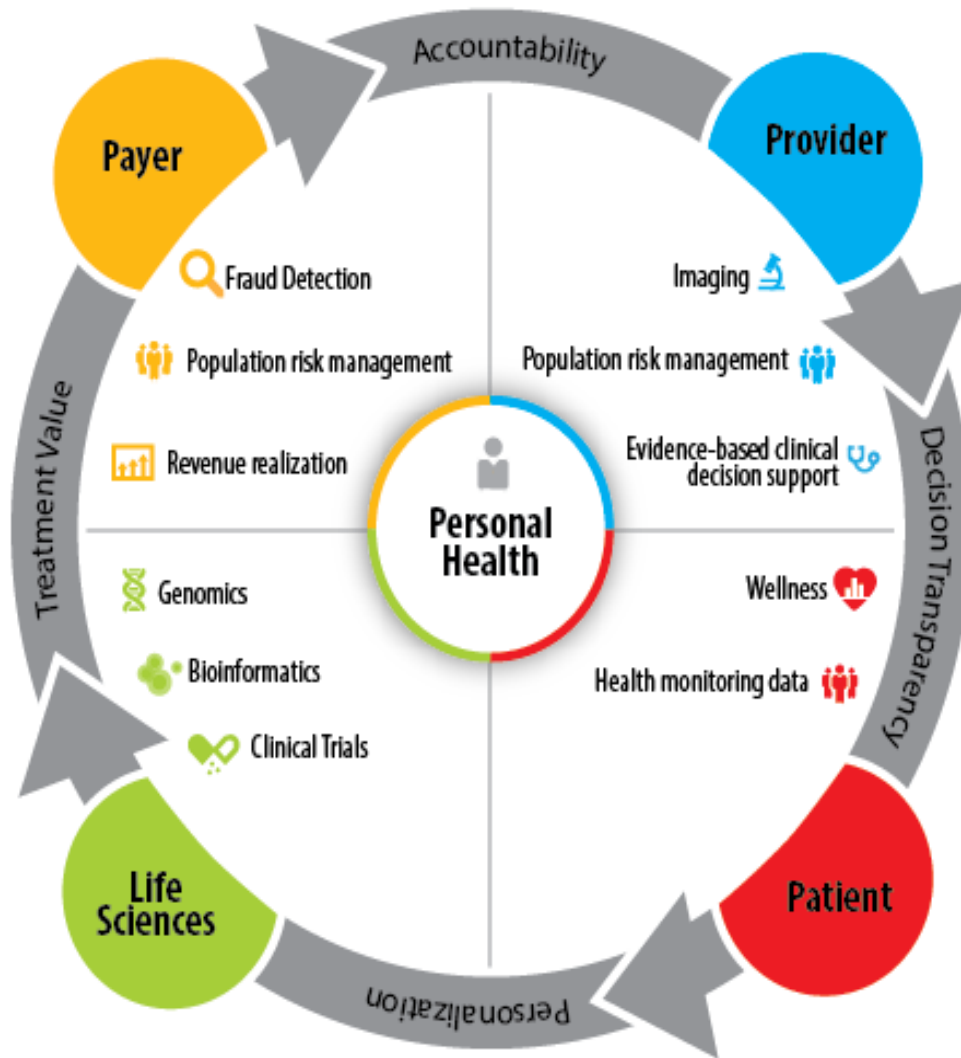 Accountability
Payer
Provider
Fraud Detection
Imaging
Population risk management
Population risk management
Revenue realization
Evidence-based clinical
decision support
Treatment Value
Decision Transparency
Personal
Health
Genomics
Wellness
Bioinformatics
Health monitoring data
Clinical Trials
Life
Sciences
Patient
Personalization